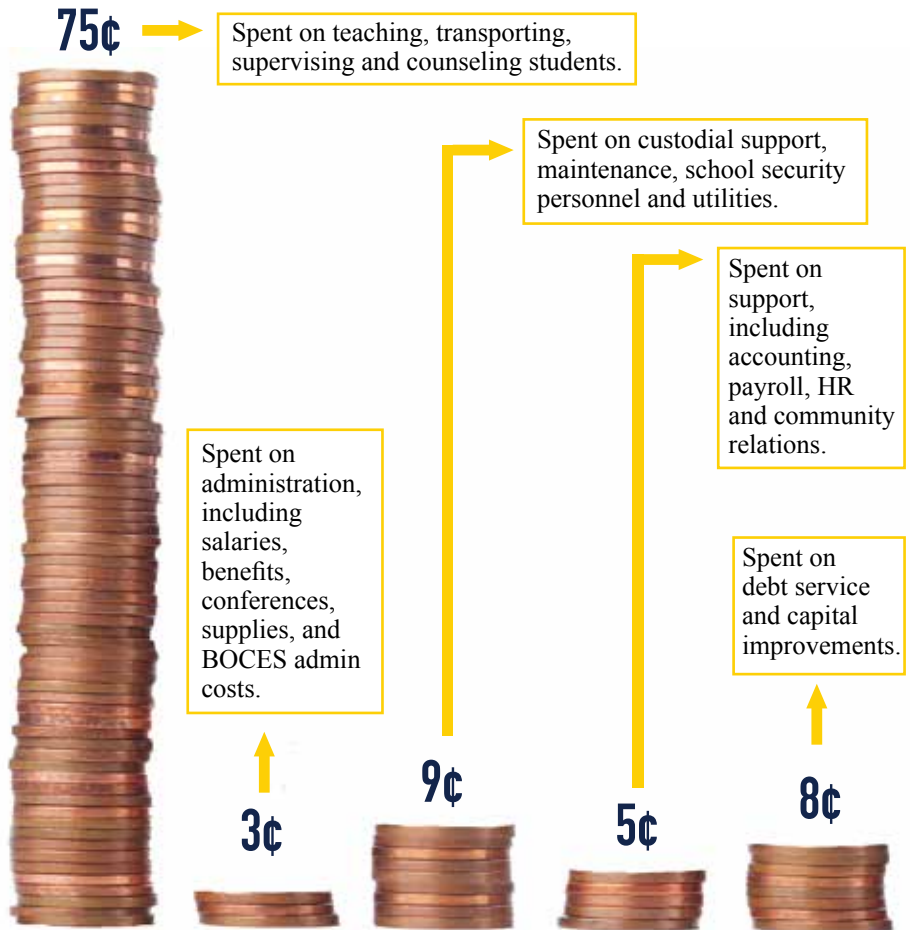 75¢
Spent on teaching, transporting,
supervising and counseling students.
Spent on custodial support,
maintenance, school security
personnel and utilities.
Spent on
support,
including
accounting,
payroll, HR
and community
relations.
Spent on
administration,
including
salaries,
benefits,
conferences,
supplies, and
BOCES admin
costs.
Spent on
debt service
and capital
improvements.
3¢
9¢
5¢
8¢